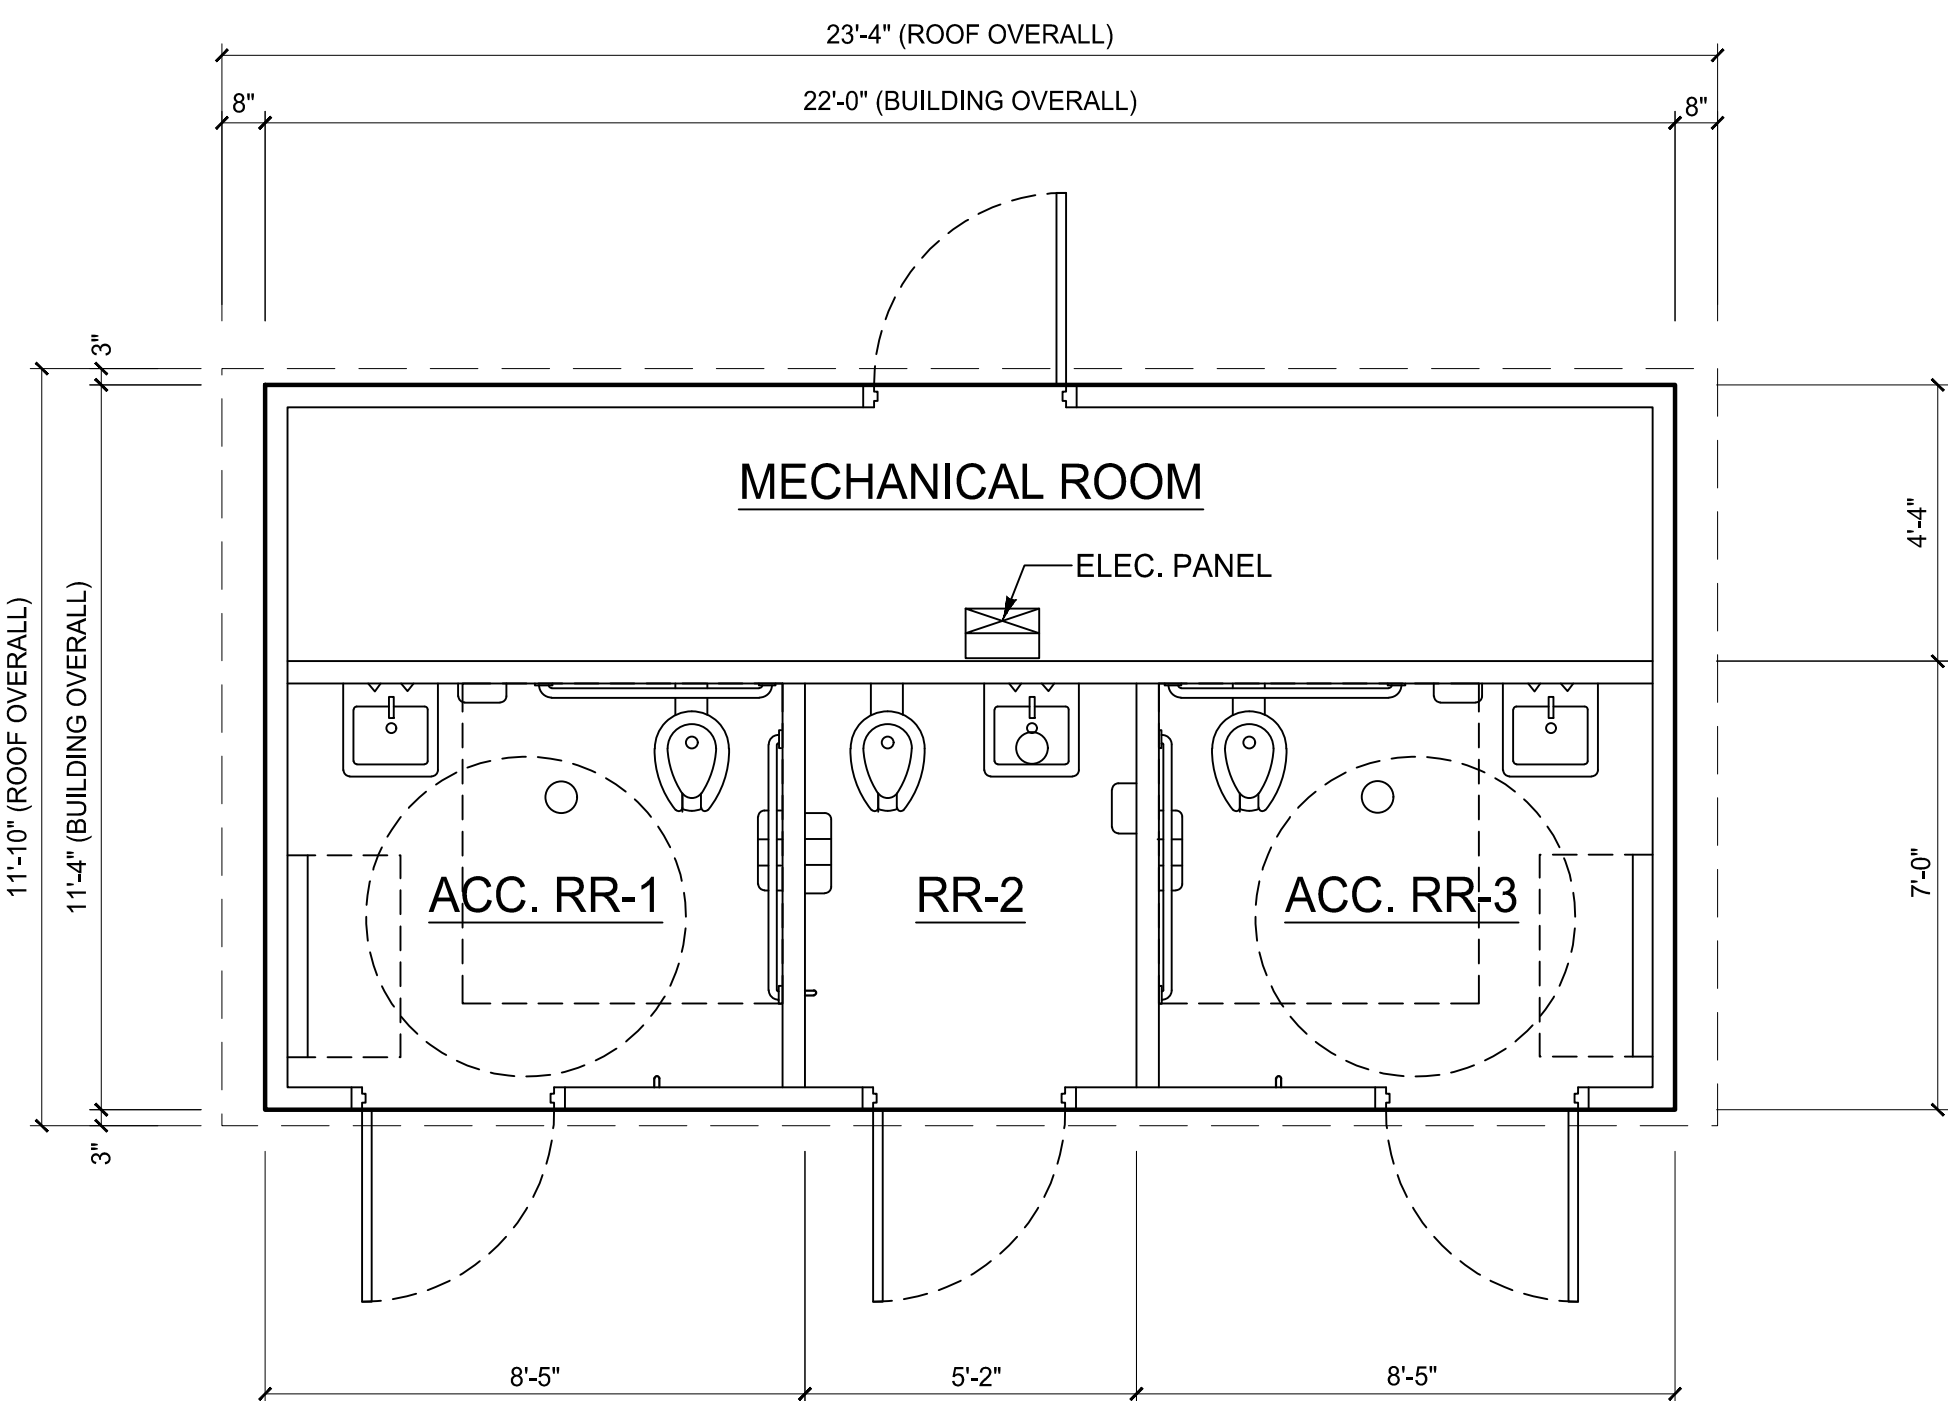 23'-4" (ROOF OVERALL)
8"
22'-0" (BUILDING OVERALL)
8"
3"
MECHANICAL ROOM
4'-4"
ELEC. PANEL
11'-10" (ROOF OVERALL)
11'-4" (BUILDING OVERALL)
ACC. RR-1
RR-2
ACC. RR-3
7'-0"
3"
8'-5"
5'-2"
8'-5"